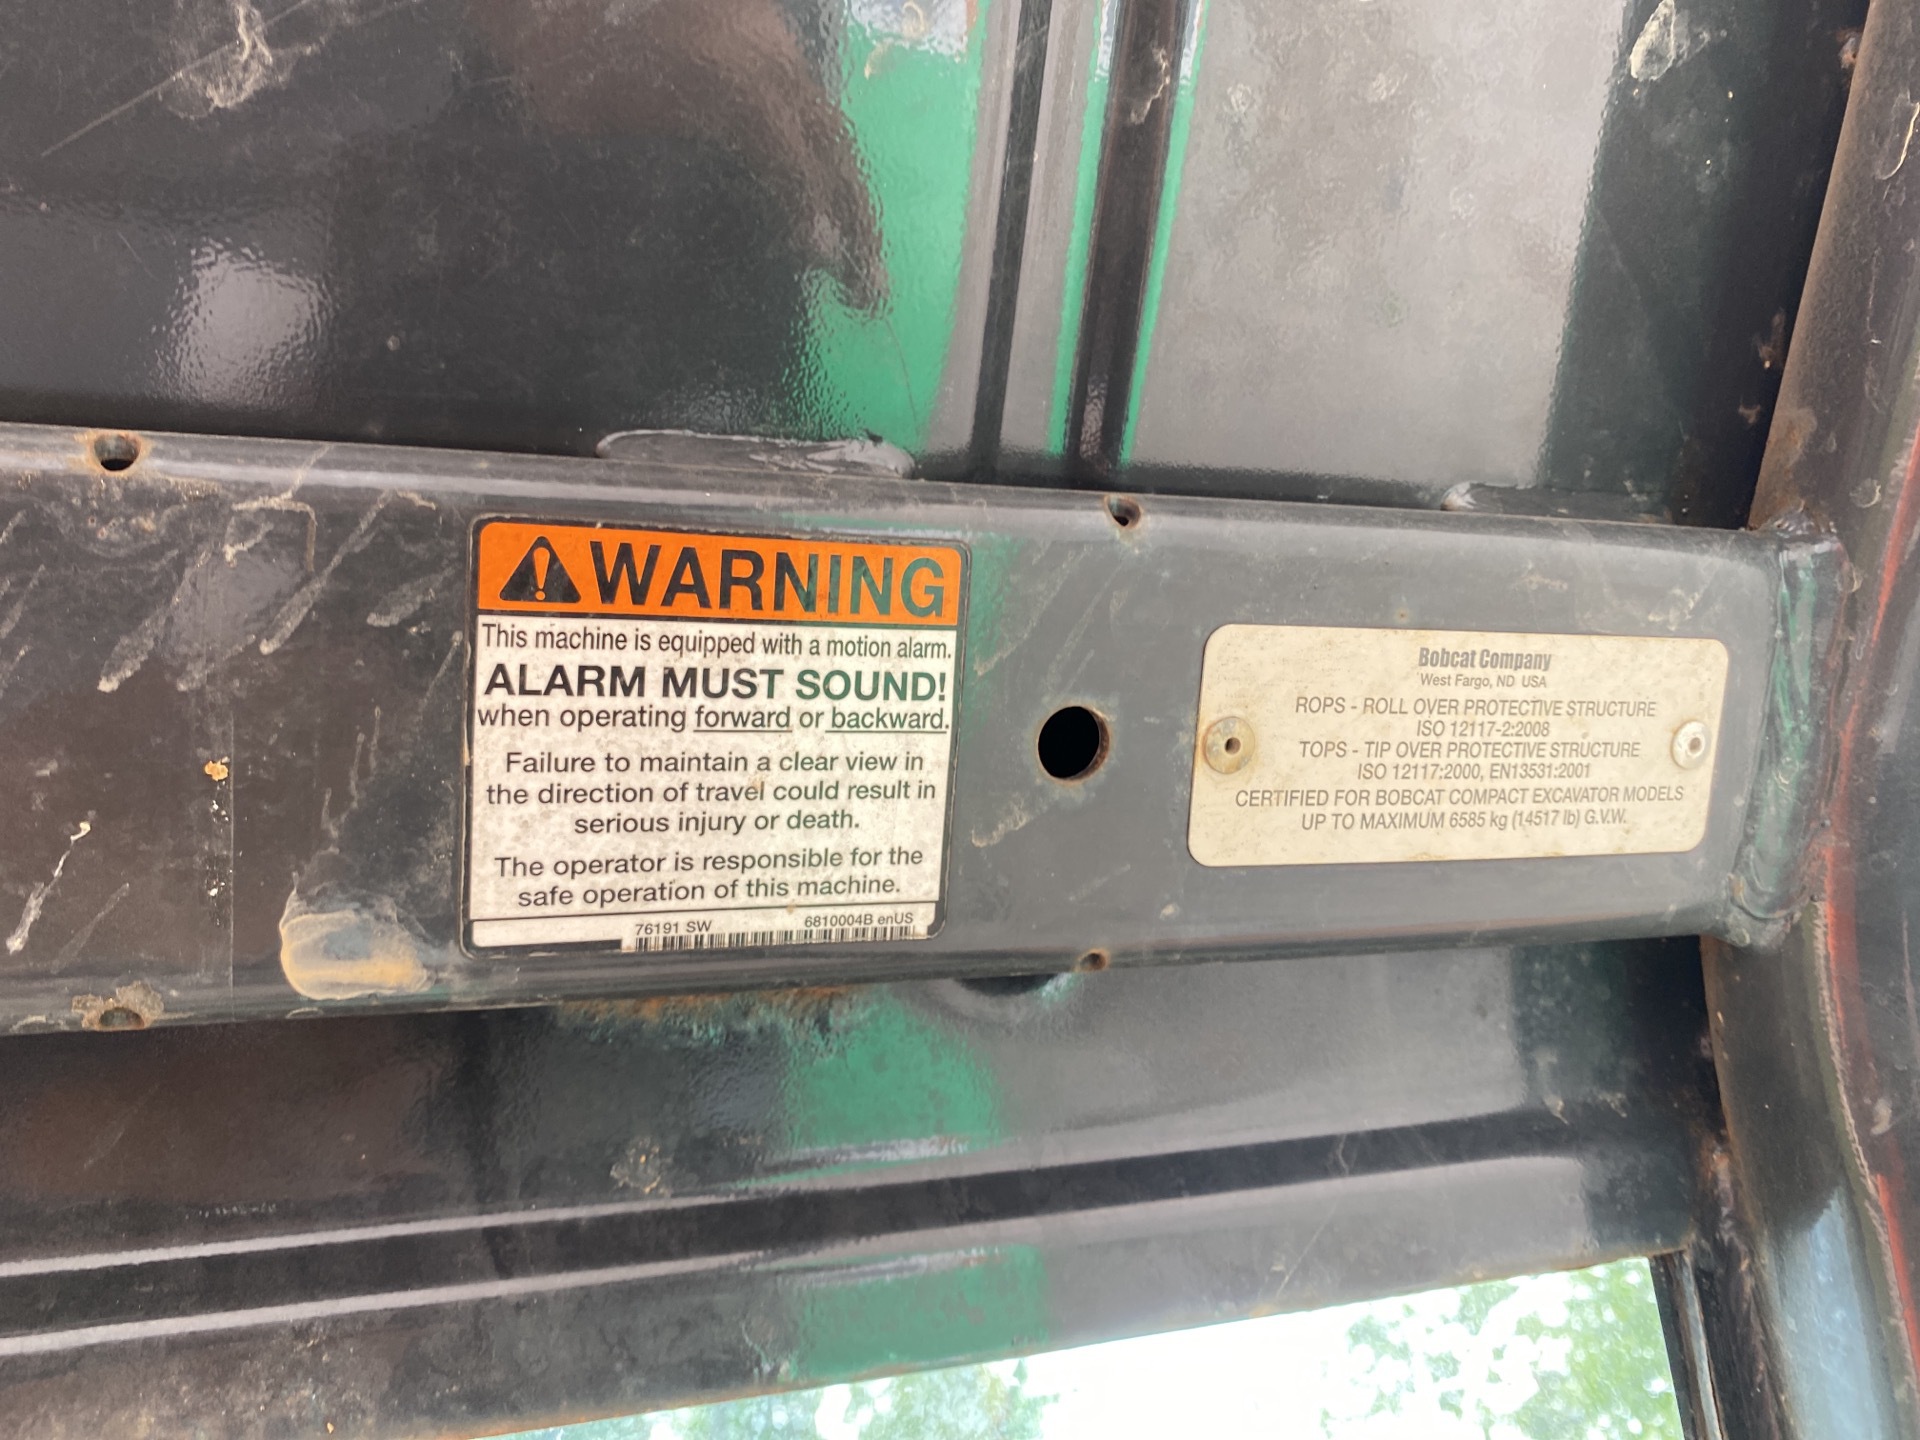 WARNING
This machine is equipped with a motion alarm.
ALARM MUST SOUND!
when operating forward or backward.
Failure to maintain a clear view in
the direction of travel could result in
serious injury or death.
The operator is responsible for the
safe operation of this machine.
76191 SW 6810004B enUS
Bobcat Company
West Fargo, ND USA
ROPS - ROLL OVER PROTECTIVE STRUCTURE
ISO 12117-2:2008
TOPS - TIP OVER PROTECTIVE STRUCTURE
ISO 12117:2000, EN13531:2001
CERTIFIED FOR BOBCAT COMPACT EXCAVATOR MODELS
UP TO MAXIMUM 6585 kg (14517 lb) G.V.W.